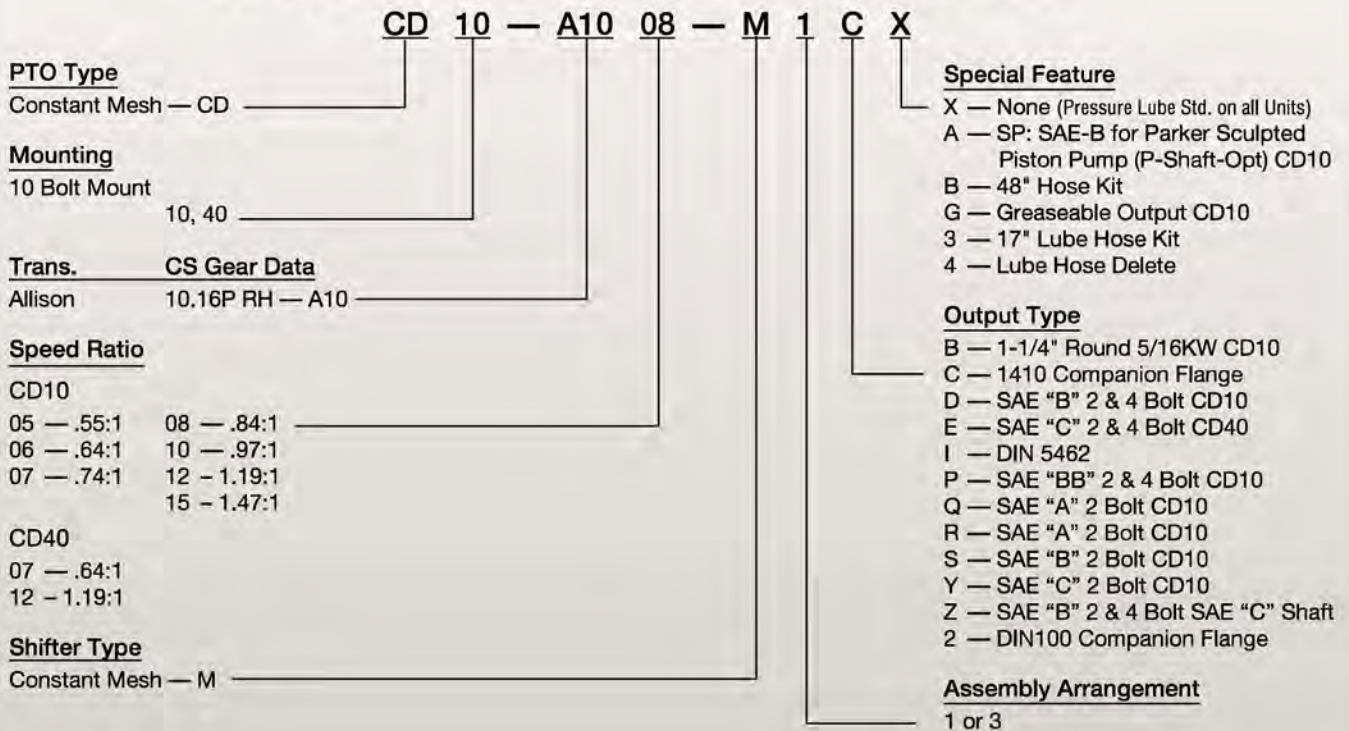 CD 10 — A10 08 — M 1 C X
PTO Type
Constant Mesh — CD
Mounting
10 Bolt Mount
10, 40
Trans. CS Gear Data
Allison 10.16P RH — A10
Speed Ratio
CD10
05 — .55:1 08 — .84:1
06 — .64:1 10 — .97:1
07 — .74:1 12 – 1.19:1
15 – 1.47:1
CD40
07 — .64:1
12 – 1.19:1
Shifter Type
Constant Mesh — M
Special Feature
X — None (Pressure Lube Std. on all Units)
A — SP: SAE-B for Parker Sculpted
Piston Pump (P-Shaft-Opt) CD10
B — 48" Hose Kit
G — Greaseable Output CD10
3 — 17" Lube Hose Kit
4 — Lube Hose Delete
Output Type
B — 1-1/4" Round 5/16KW CD10
C — 1410 Companion Flange
D — SAE “B” 2 & 4 Bolt CD10
E — SAE “C” 2 & 4 Bolt CD40
I — DIN 5462
P — SAE “BB” 2 & 4 Bolt CD10
Q — SAE “A” 2 Bolt CD10
R — SAE “A” 2 Bolt CD10
S — SAE “B” 2 Bolt CD10
Y — SAE “C” 2 Bolt CD10
Z — SAE “B” 2 & 4 Bolt SAE “C” Shaft
2 — DIN100 Companion Flange
Assembly Arrangement
1 or 3